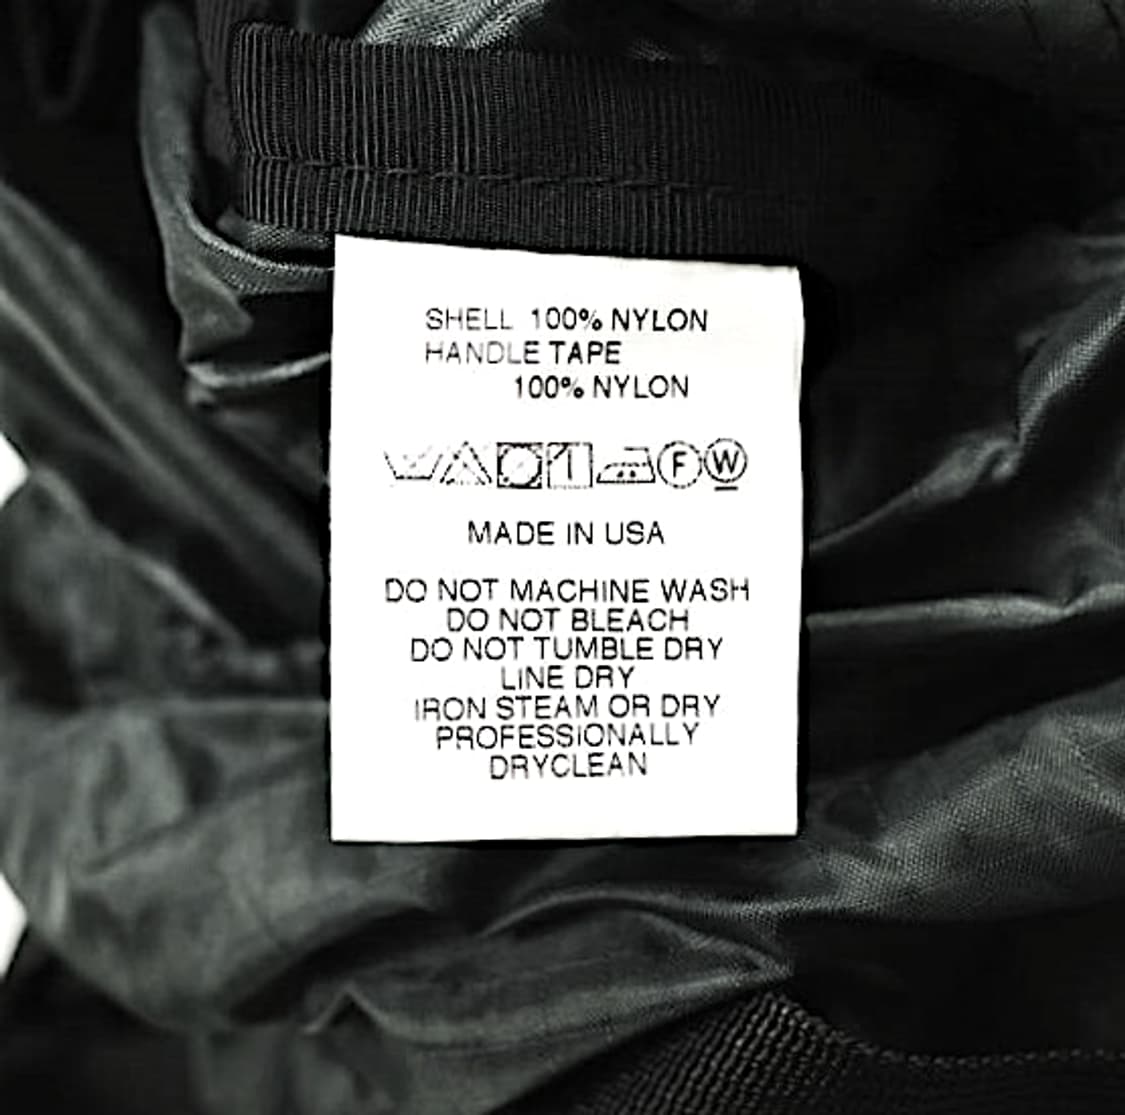 SHELL 100% NYLON
HANDLE TAPE
100% NYLON
F W
MADE IN USA
DO NOT MACHINE WASH
DO NOT BLEACH
DO NOT TUMBLE DRY
LINE DRY
IRON STEAM OR DRY
PROFESSIONALLY
DRYCLEAN